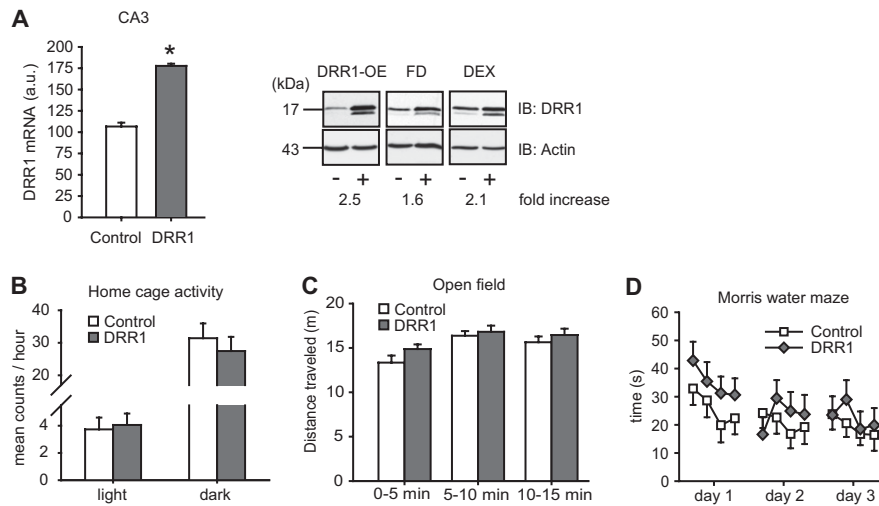 A
CA3
DRR1 mRNA (a.u.)
200
175
150
125
100
75
50
25
0
Control DRR1
*
(kDa)
DRR1-OE FD DEX
17 IB: DRR1
43 IB: Actin
- + - + - +
2.5 1.6 2.1 fold increase
B
Home cage activity
Control
DRR1
mean counts / hour
40
30
20
4
2
0
light dark
C
Open field
Control
DRR1
Distance traveled (m)
20
15
10
5
0
0-5 min 5-10 min 10-15 min
D
Morris water maze
Control
DRR1
time (s)
60
50
40
30
20
10
0
day 1 day 2 day 3